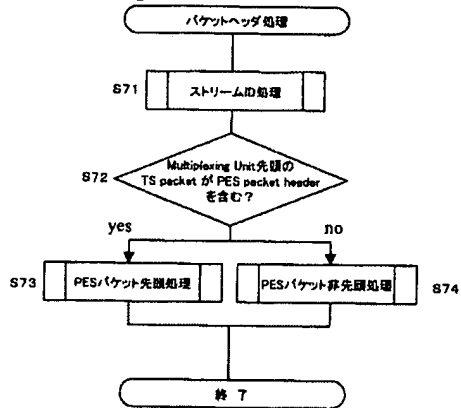 パケットヘッダ処理
S71
ストリームID処理
S72
Multiplexing Unit先頭の
TS packet が PES packet header
を含む?
yes
no
S73
PESパケット先頭処理
PESパケット非先頭処理
S74
終 了